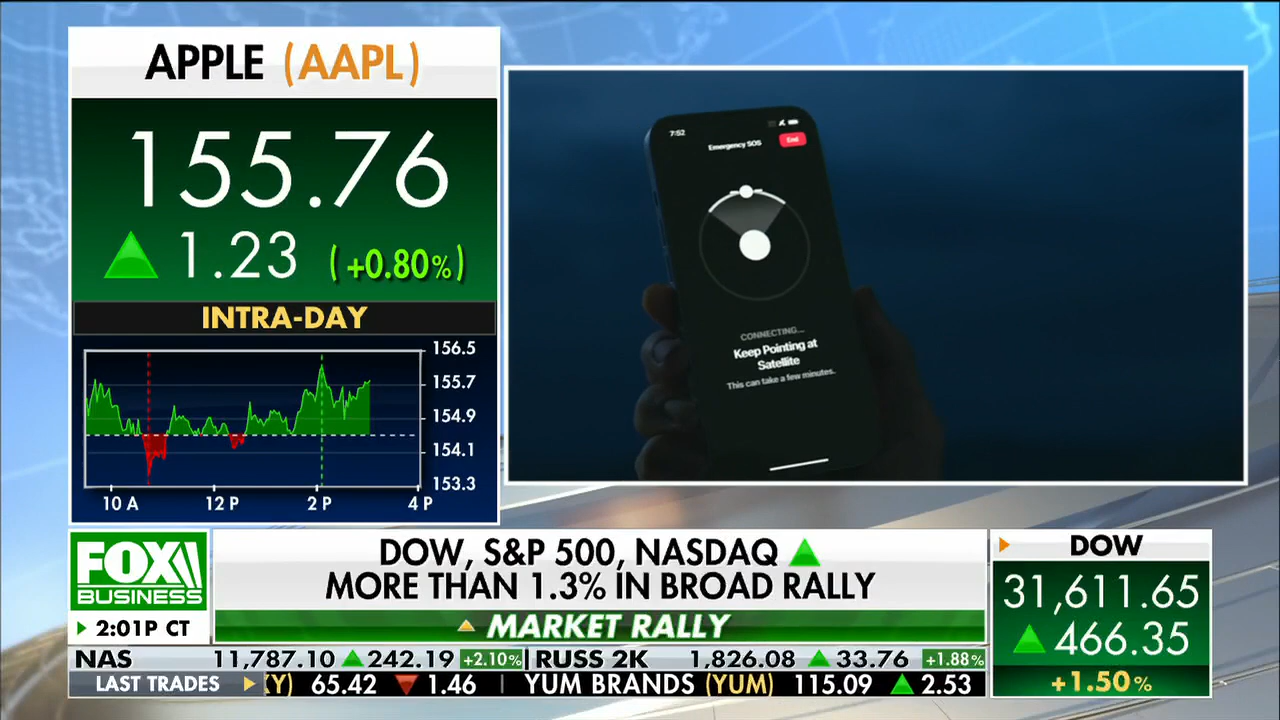 APPLE (AAPL)
155.76
▲ 1.23 (+0.80%)
INTRA-DAY
156.5
155.7
154.9
154.1
153.3
10 A 12 P 2 P 4 P
7:52
Emergency SOS
End
CONNECTING...
Keep Pointing at
Satellite
This can take a few minutes.
FOX
BUSINESS
2:01P CT
DOW, S&P 500, NASDAQ ▲
MORE THAN 1.3% IN BROAD RALLY
MARKET RALLY
DOW
31,611.65
▲ 466.35
+1.50%
NAS 11,787.10 ▲ 242.19 +2.10% RUSS 2K 1,826.08 ▲ 33.76 +1.88%
LAST TRADES Y) 65.42 ▼ 1.46 | YUM BRANDS (YUM) 115.09 ▲ 2.53